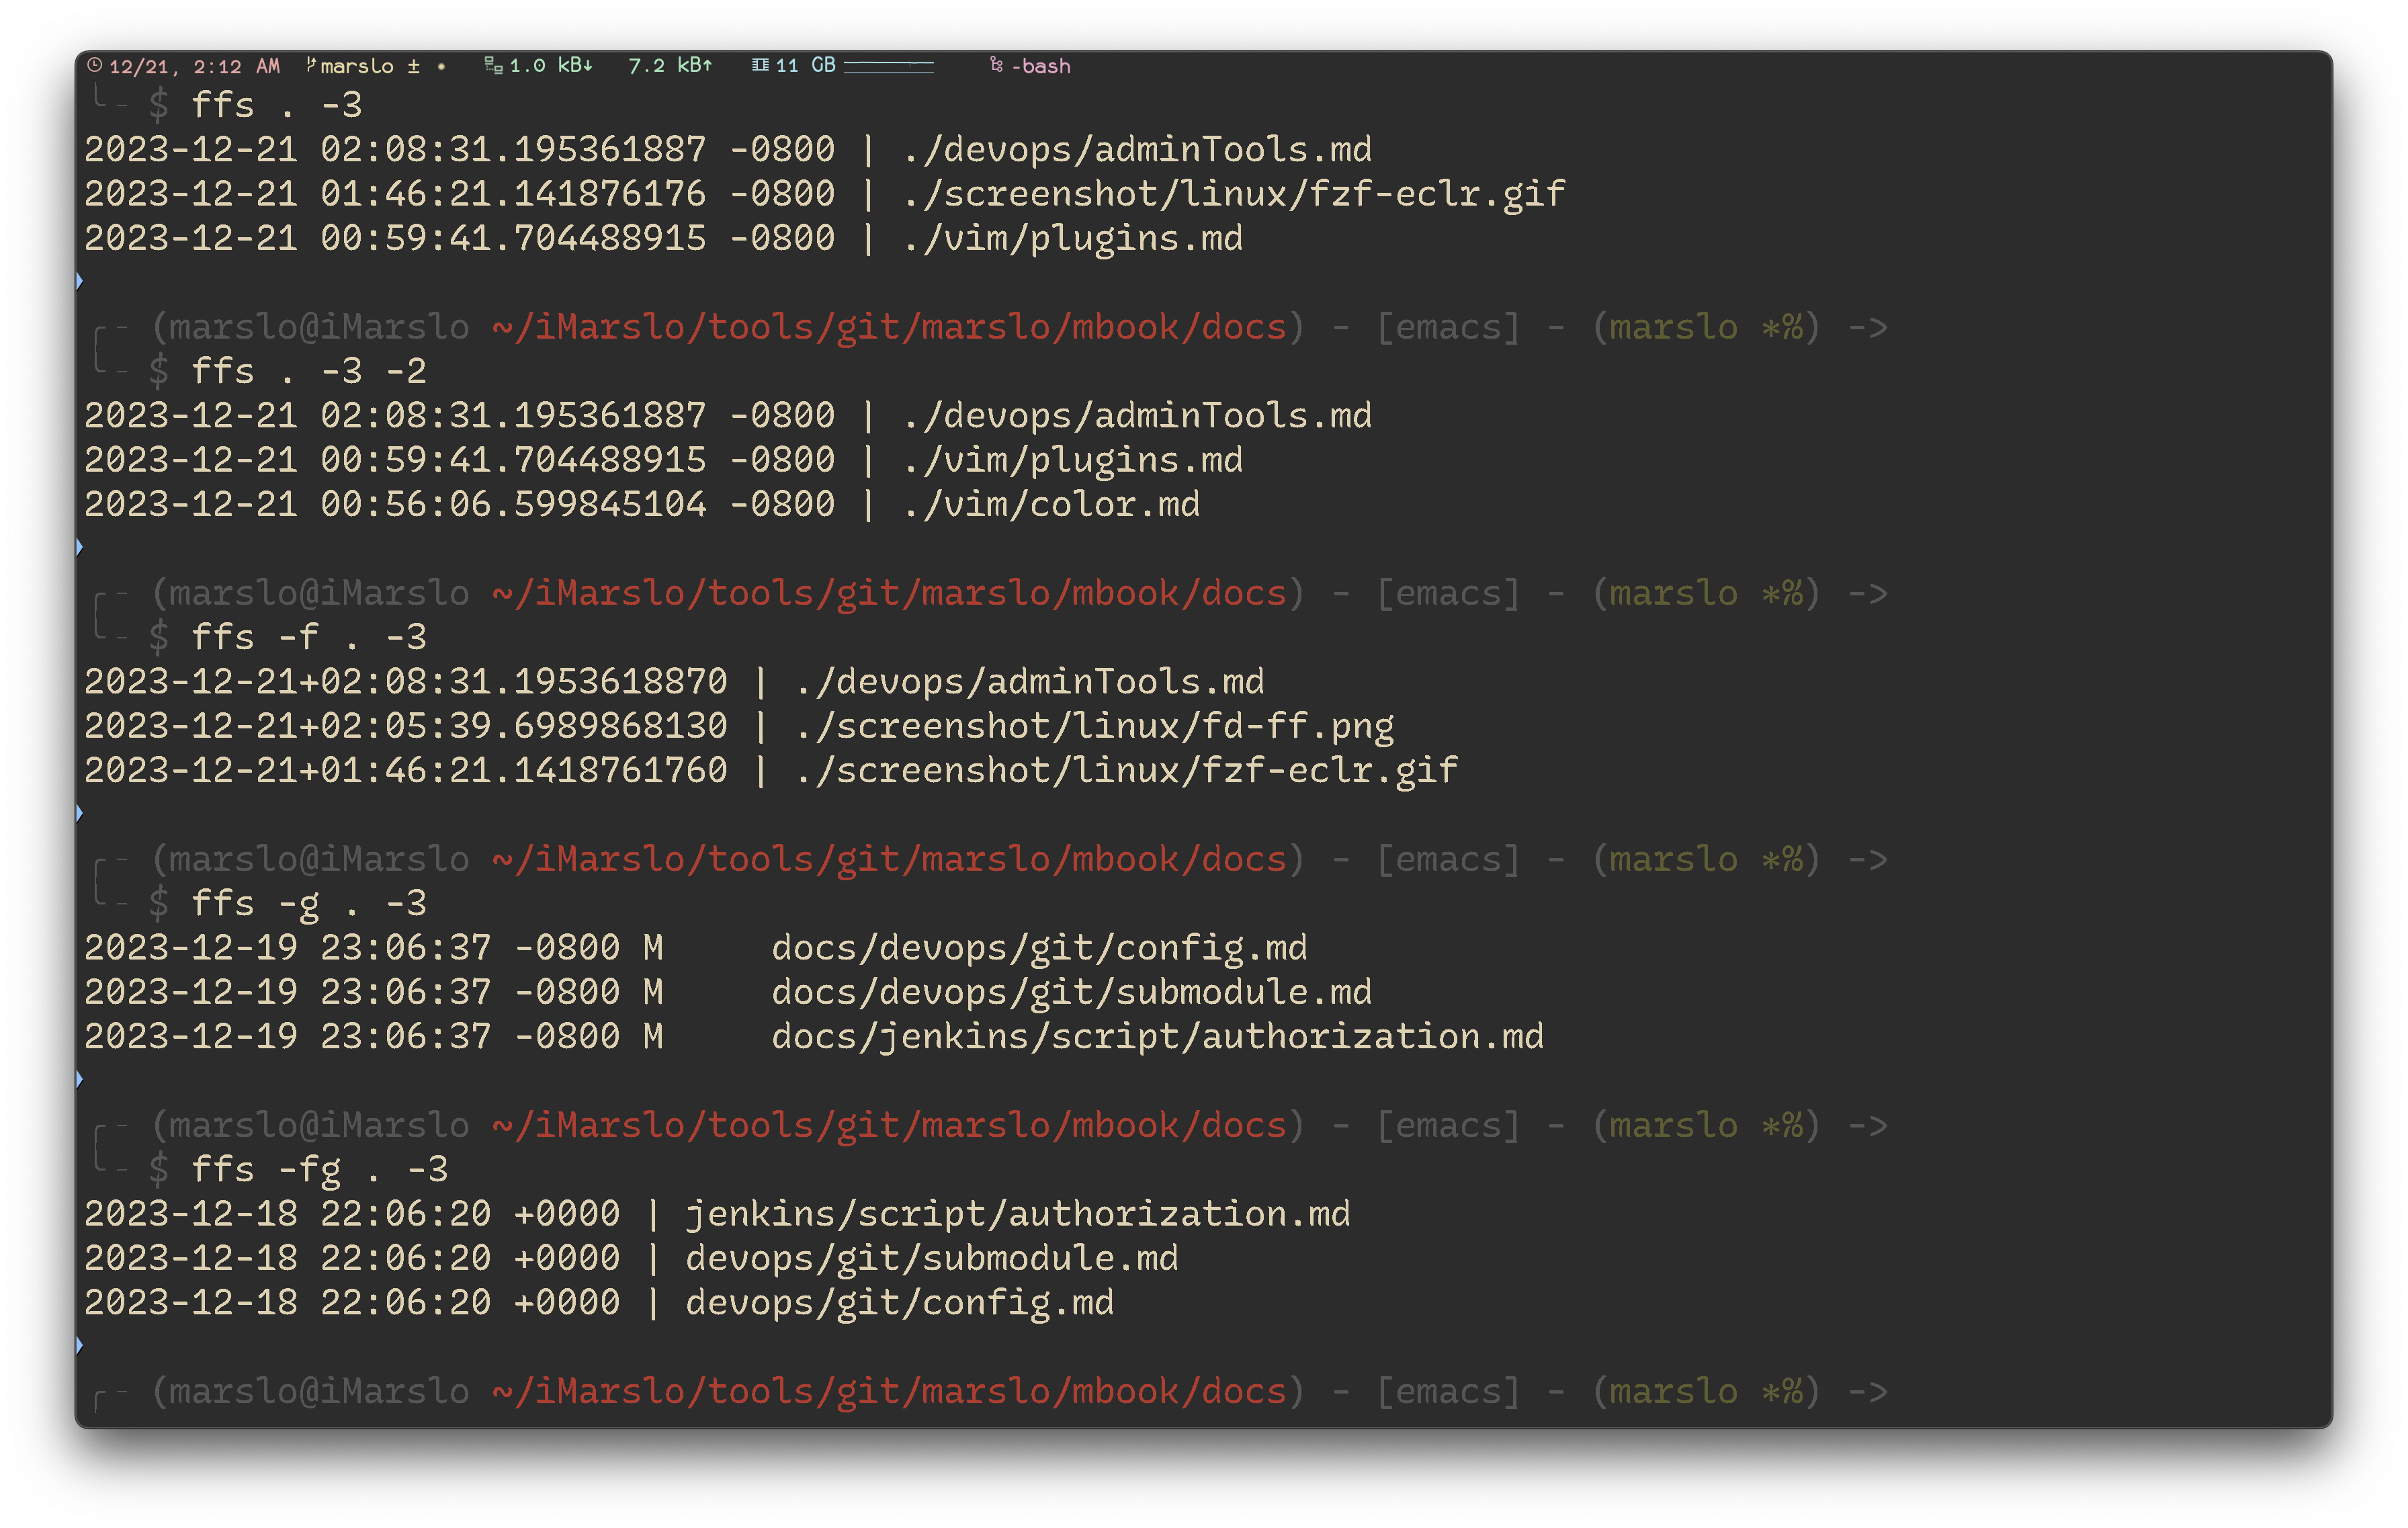 12/21, 2:12 AM marslo ± • 1.0 kB↓ 7.2 kB↑ 11 GB -bash
$ ffs . -3
2023-12-21 02:08:31.195361887 -0800 | ./devops/adminTools.md
2023-12-21 01:46:21.141876176 -0800 | ./screenshot/linux/fzf-eclr.gif
2023-12-21 00:59:41.704488915 -0800 | ./vim/plugins.md
(marslo@iMarslo ~/iMarslo/tools/git/marslo/mbook/docs) - [emacs] - (marslo *%) ->
$ ffs . -3 -2
2023-12-21 02:08:31.195361887 -0800 | ./devops/adminTools.md
2023-12-21 00:59:41.704488915 -0800 | ./vim/plugins.md
2023-12-21 00:56:06.599845104 -0800 | ./vim/color.md
(marslo@iMarslo ~/iMarslo/tools/git/marslo/mbook/docs) - [emacs] - (marslo *%) ->
$ ffs -f . -3
2023-12-21+02:08:31.1953618870 | ./devops/adminTools.md
2023-12-21+02:05:39.6989868130 | ./screenshot/linux/fd-ff.png
2023-12-21+01:46:21.1418761760 | ./screenshot/linux/fzf-eclr.gif
(marslo@iMarslo ~/iMarslo/tools/git/marslo/mbook/docs) - [emacs] - (marslo *%) ->
$ ffs -g . -3
2023-12-19 23:06:37 -0800 M     docs/devops/git/config.md
2023-12-19 23:06:37 -0800 M     docs/devops/git/submodule.md
2023-12-19 23:06:37 -0800 M     docs/jenkins/script/authorization.md
(marslo@iMarslo ~/iMarslo/tools/git/marslo/mbook/docs) - [emacs] - (marslo *%) ->
$ ffs -fg . -3
2023-12-18 22:06:20 +0000 | jenkins/script/authorization.md
2023-12-18 22:06:20 +0000 | devops/git/submodule.md
2023-12-18 22:06:20 +0000 | devops/git/config.md
(marslo@iMarslo ~/iMarslo/tools/git/marslo/mbook/docs) - [emacs] - (marslo *%) ->